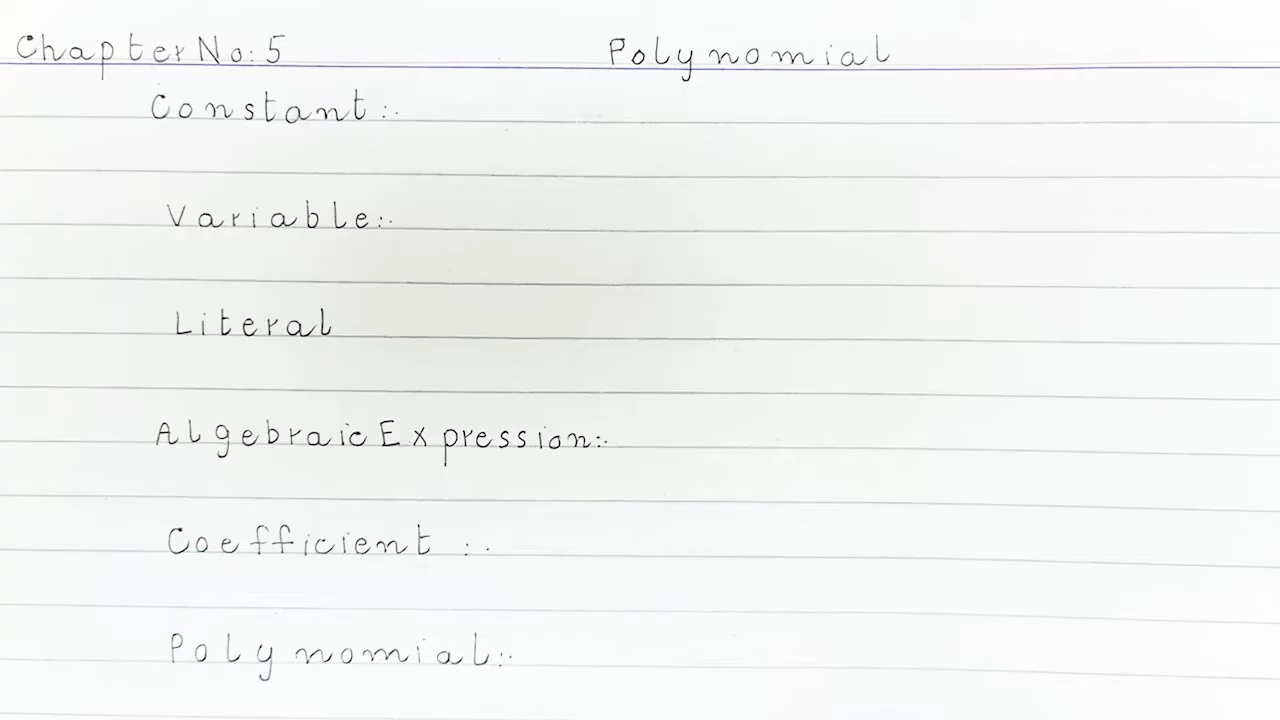 Chapter No: 5 Polynomial
Constant :.
Variable:.
Literal
Algebraic Expression:.
Coefficient :.
Polynomial:.